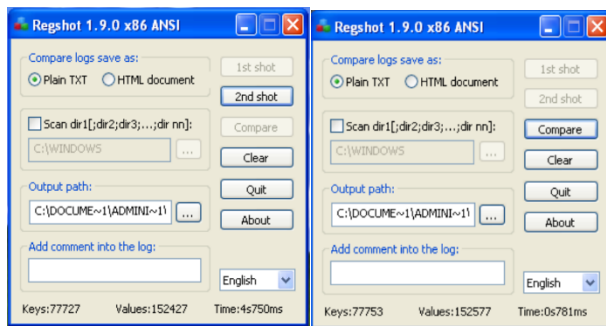 Regshot 1.9.0 x86 ANSI
Compare logs save as:
Plain TXT HTML document
1st shot
2nd shot
Scan dir1[;dir2;dir3;...;dir nn]:
Compare
C:\WINDOWS ...
Clear
Output path:
Quit
C:\DOCUME~1\ADMINI~1\ ...
About
Add comment into the log:
English
Keys:77727 Values:152427 Time:4s750ms
Regshot 1.9.0 x86 ANSI
Compare logs save as:
Plain TXT HTML document
1st shot
2nd shot
Scan dir1[;dir2;dir3;...;dir nn]:
Compare
C:\WINDOWS ...
Clear
Output path:
Quit
C:\DOCUME~1\ADMINI~1\ ...
About
Add comment into the log:
English
Keys:77753 Values:152577 Time:0s781ms